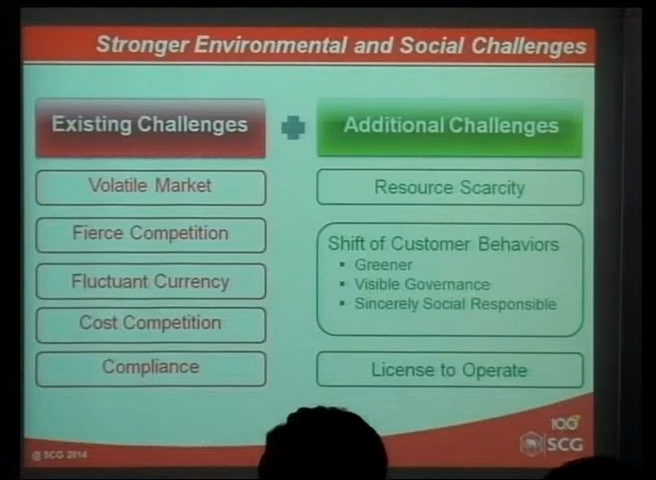 Stronger Environmental and Social Challenges
Existing Challenges
Volatile Market
Fierce Competition
Fluctuant Currency
Cost Competition
Compliance
Additional Challenges
Resource Scarcity
Shift of Customer Behaviors
▪ Greener
▪ Visible Governance
▪ Sincerely Social Responsible
License to Operate
100
SCG
@ SCG 2014